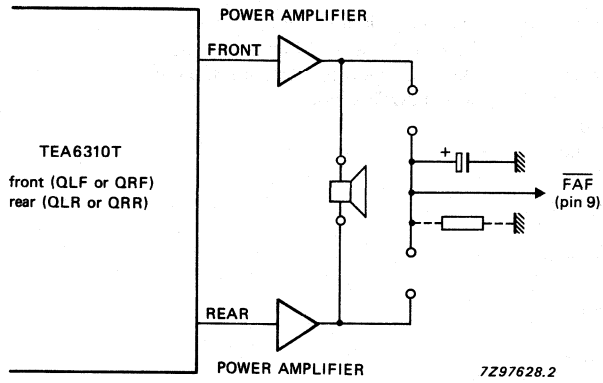 POWER AMPLIFIER
FRONT
TEA6310T
front (QLF or QRF)
rear (QLR or QRR)
+
FAF
(pin 9)
REAR
POWER AMPLIFIER
7Z97628.2